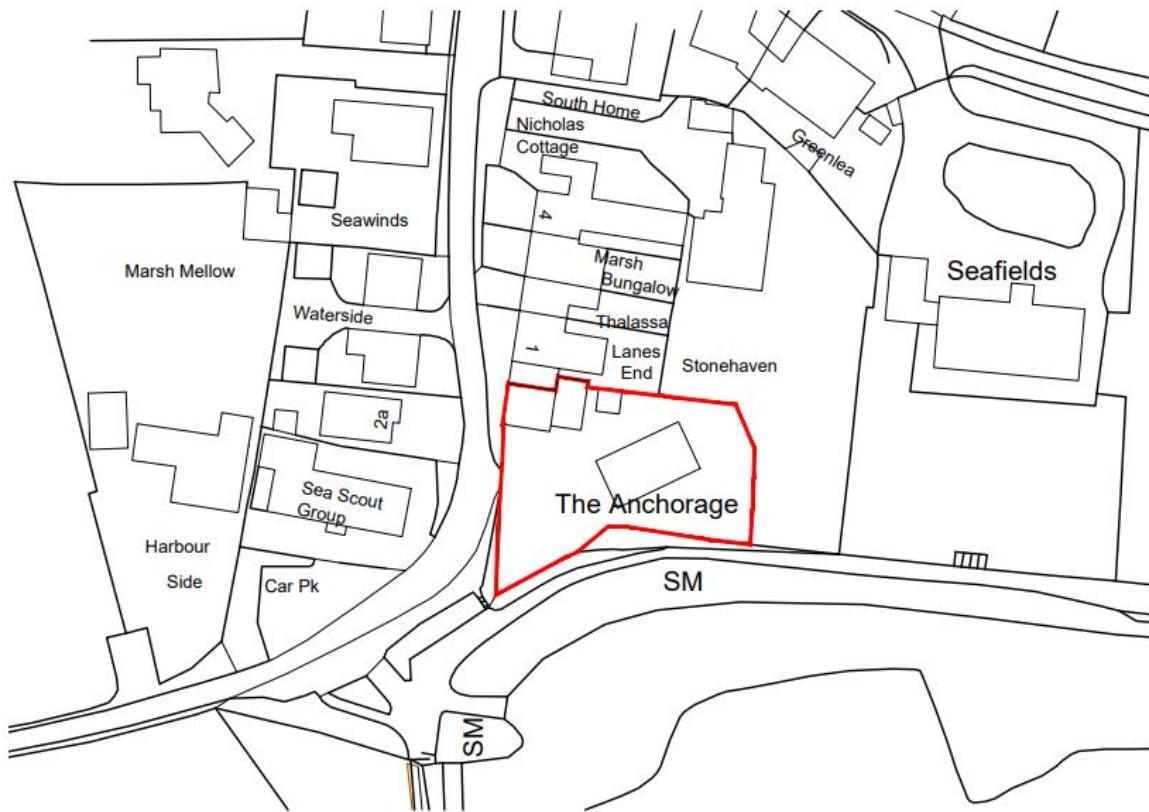 South Home
Nicholas
Cottage
Greenlea
Seawinds
4
Marsh Mellow
Marsh
Bungalow
Seafields
Waterside
Thalassa
1
Lanes
End
Stonehaven
2a
Sea Scout
Group
The Anchorage
Harbour
Side
Car Pk
SM
SM